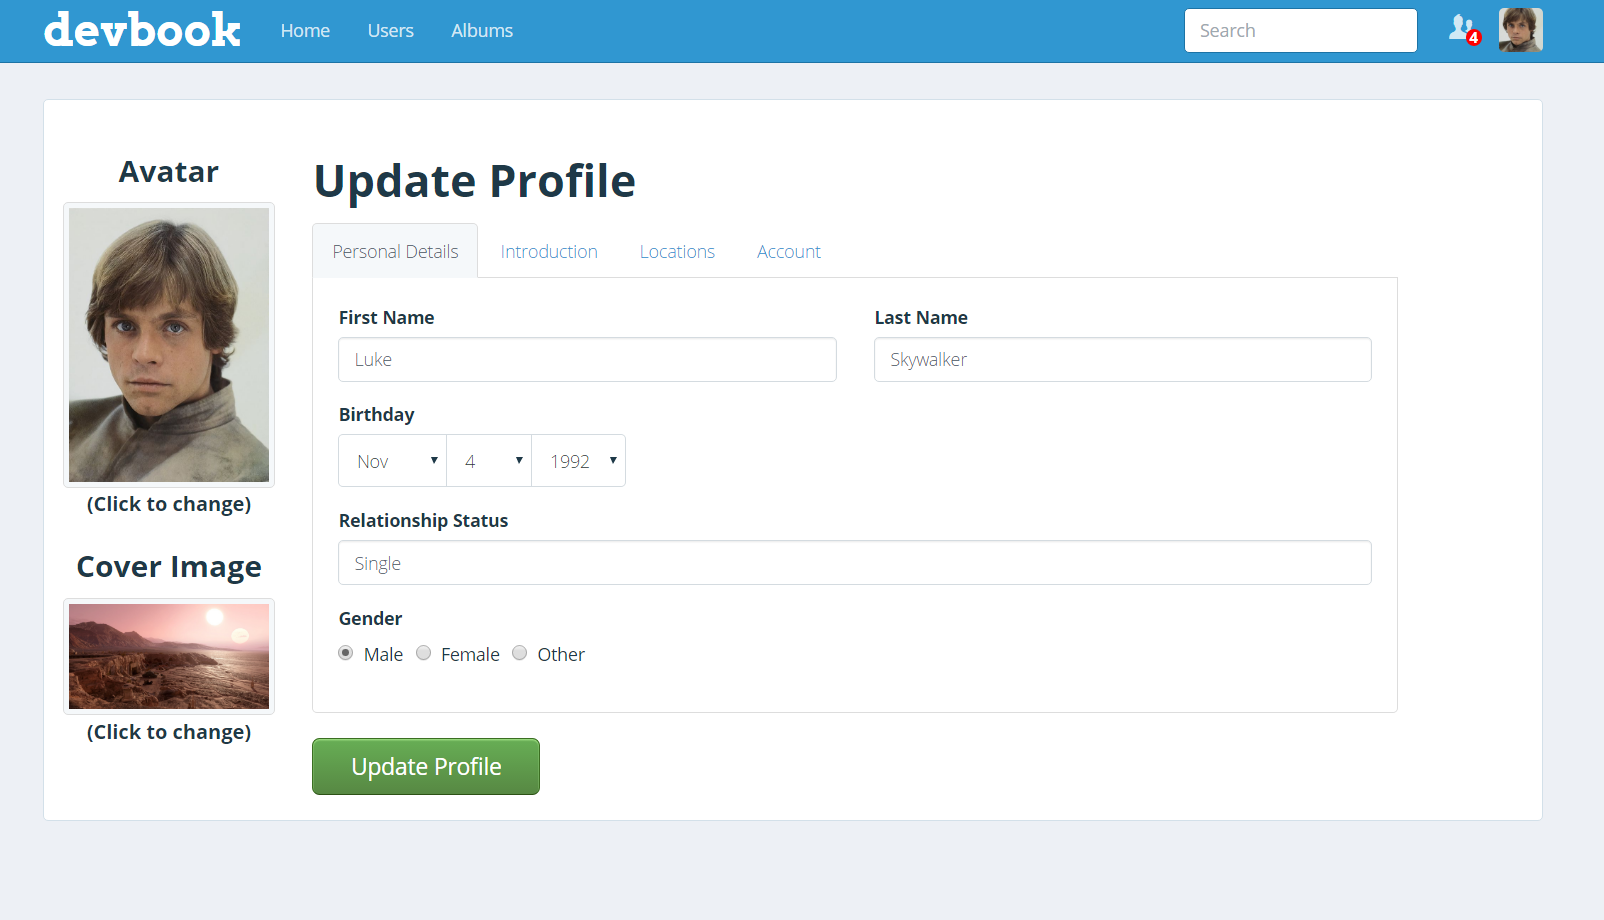 devbook Home Users Albums Search 4
Avatar
(Click to change)
Cover Image
(Click to change)
Update Profile
Personal Details Introduction Locations Account
First Name Last Name
Luke Skywalker
Birthday
Nov 4 1992
Relationship Status
Single
Gender
Male Female Other
Update Profile